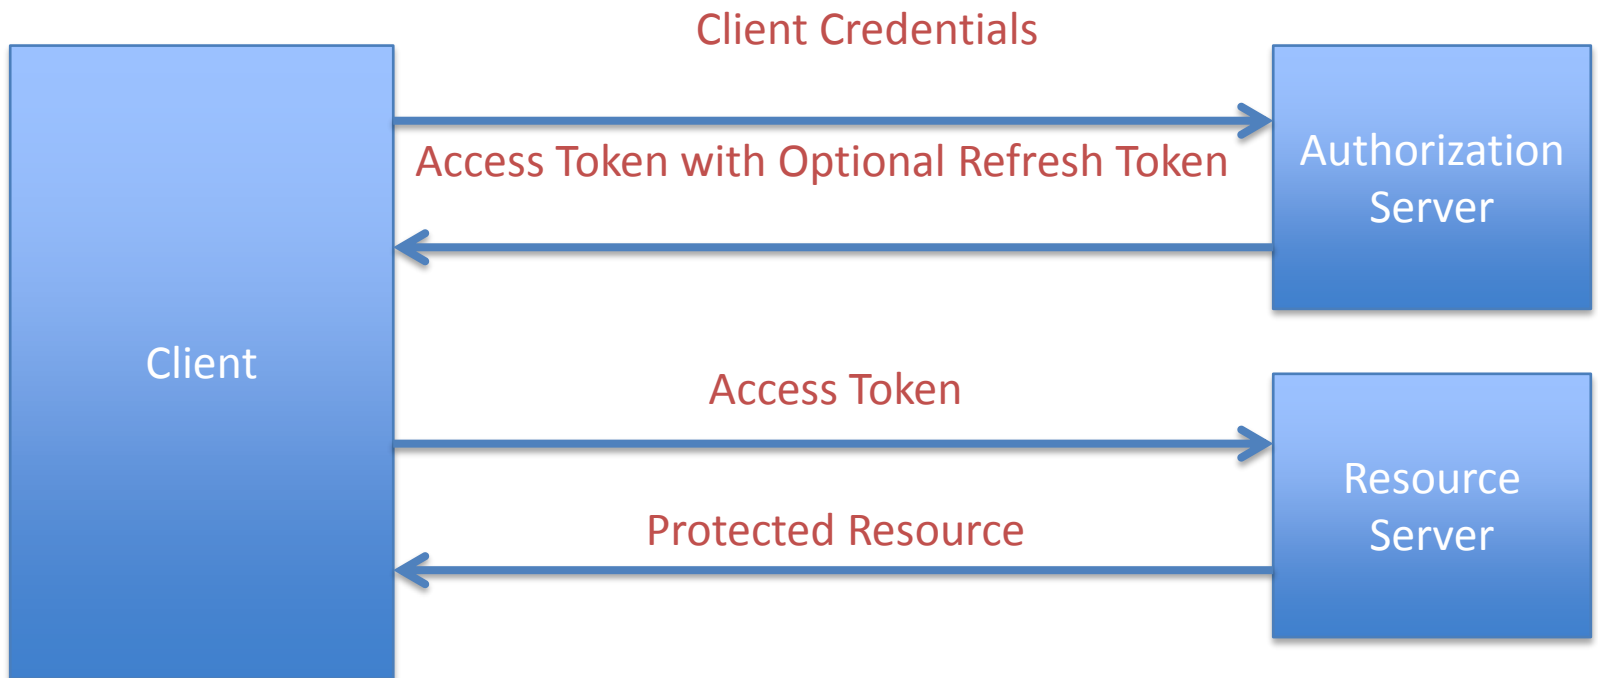 Client Credentials
Access Token with Optional Refresh Token
Authorization
Server
Client
Access Token
Protected Resource
Resource
Server